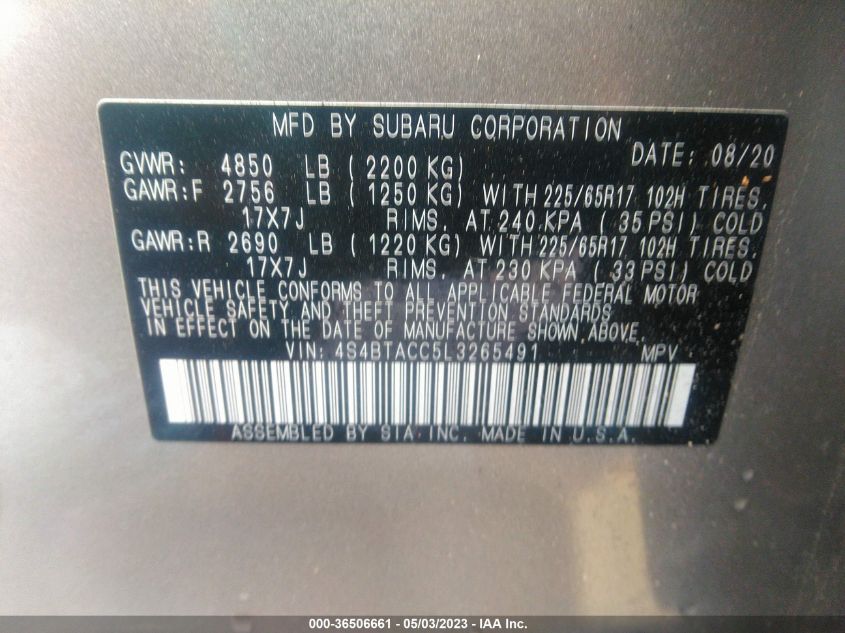 MFD BY SUBARU CORPORATION
DATE: 08/20
GVWR: 4850 LB ( 2200 KG)
GAWR:F 2756 LB ( 1250 KG) WITH 225/65R17 102H TIRES,
17X7J RIMS, AT 240 KPA ( 35 PSI) COLD
GAWR:R 2690 LB ( 1220 KG) WITH 225/65R17 102H TIRES,
17X7J RIMS, AT 230 KPA ( 33 PSI) COLD
THIS VEHICLE CONFORMS TO ALL APPLICABLE FEDERAL MOTOR
VEHICLE SAFETY AND THEFT PREVENTION STANDARDS
IN EFFECT ON THE DATE OF MANUFACTURE SHOWN ABOVE
VIN: 4S4BTACC5L3265491 MPV
ASSEMBLED BY SIA INC. MADE IN U.S.A.
000-36506661 - 05/03/2023 - IAA Inc.